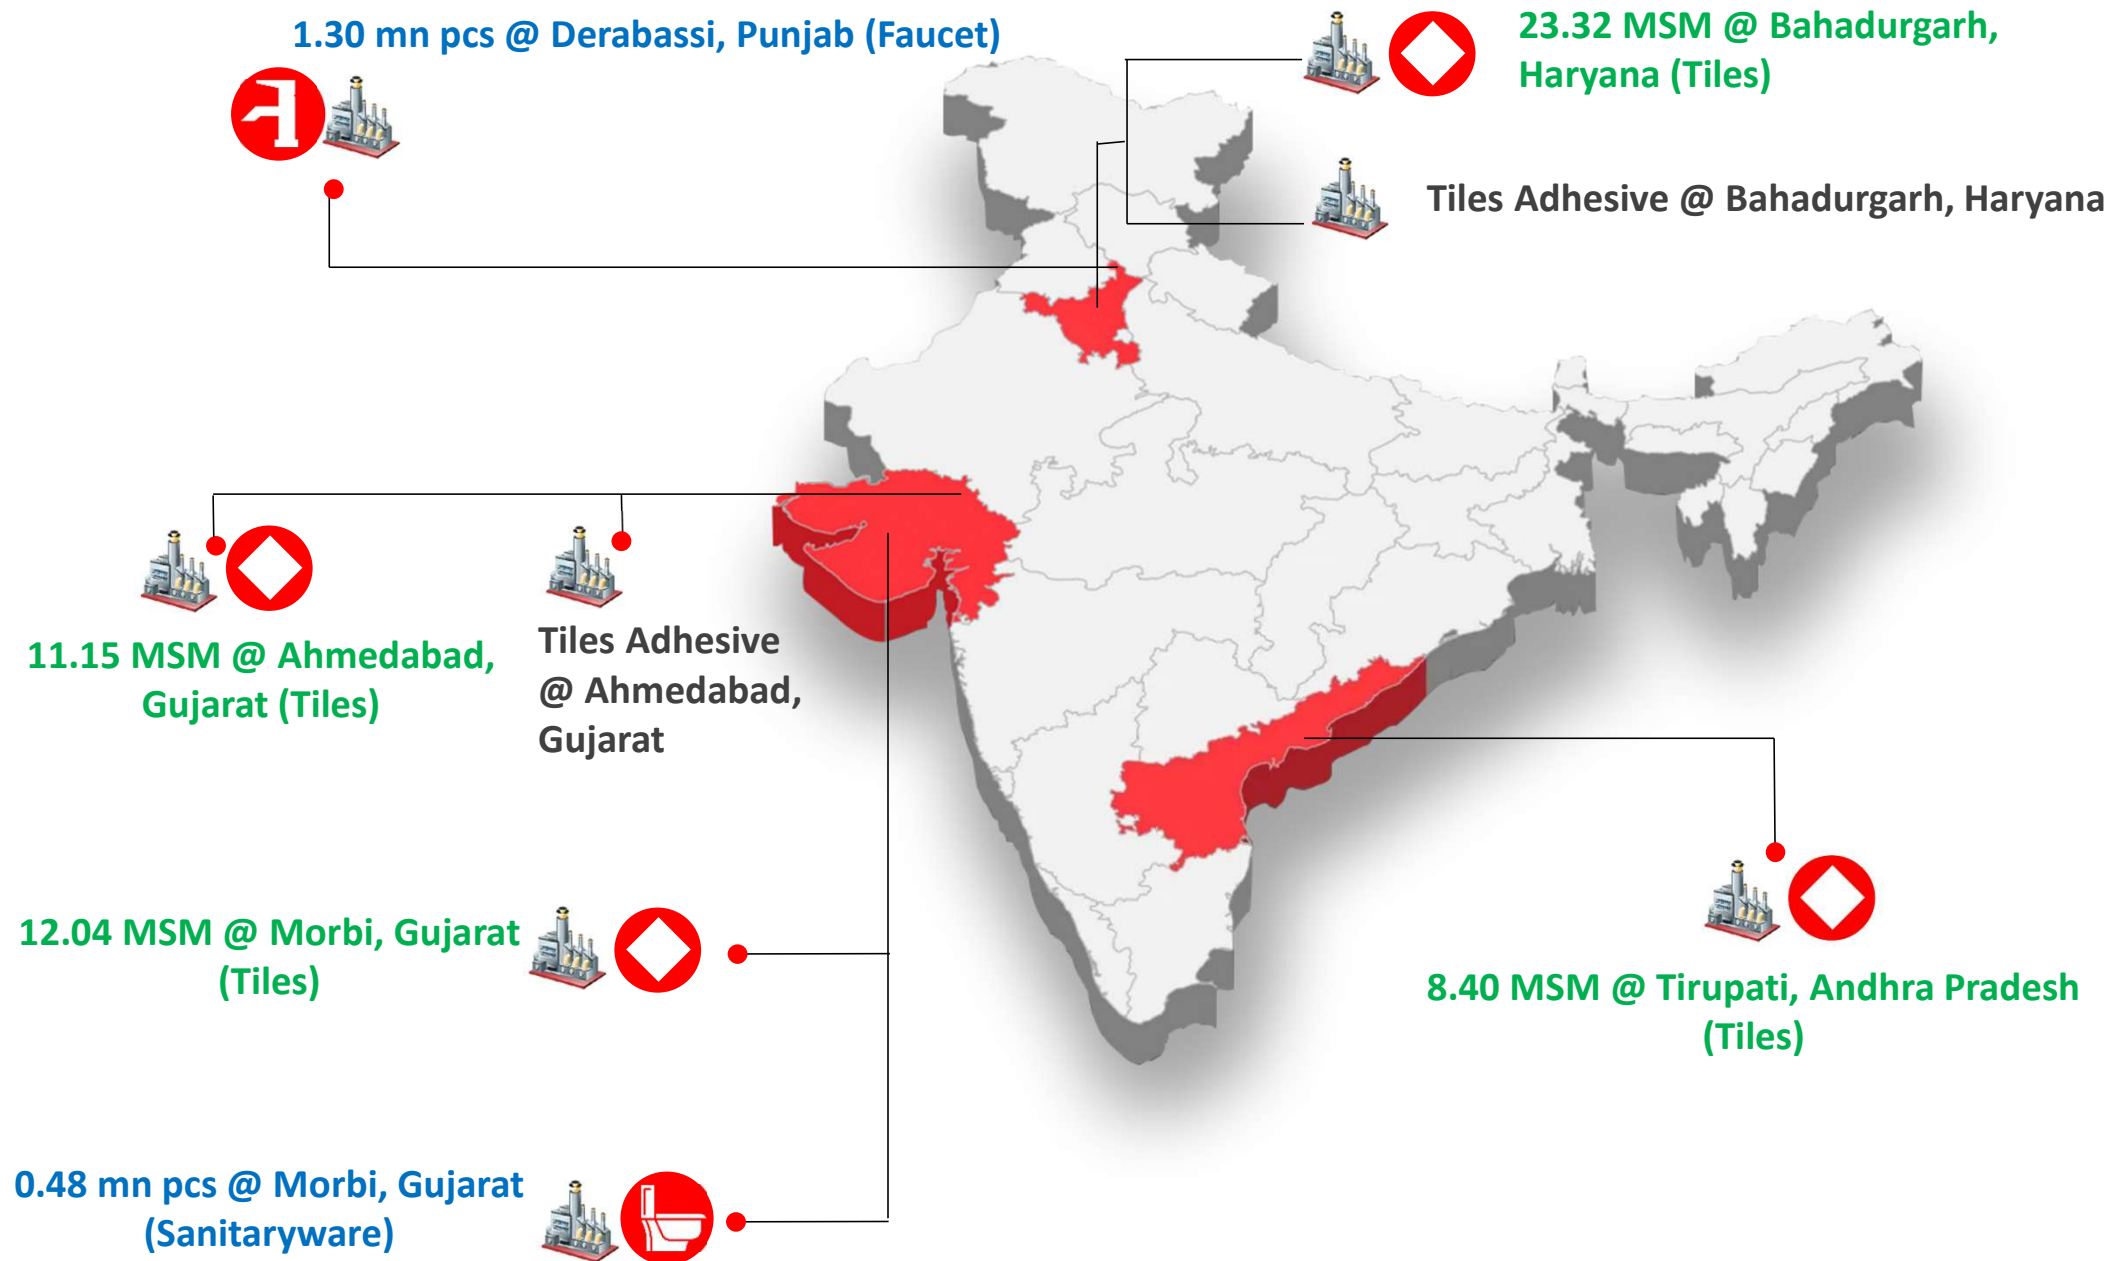 1.30 mn pcs @ Derabassi, Punjab (Faucet)
23.32 MSM @ Bahadurgarh,
Haryana (Tiles)
Tiles Adhesive @ Bahadurgarh, Haryana
11.15 MSM @ Ahmedabad,
Gujarat (Tiles)
Tiles Adhesive
@ Ahmedabad,
Gujarat
12.04 MSM @ Morbi, Gujarat
(Tiles)
8.40 MSM @ Tirupati, Andhra Pradesh
(Tiles)
0.48 mn pcs @ Morbi, Gujarat
(Sanitaryware)